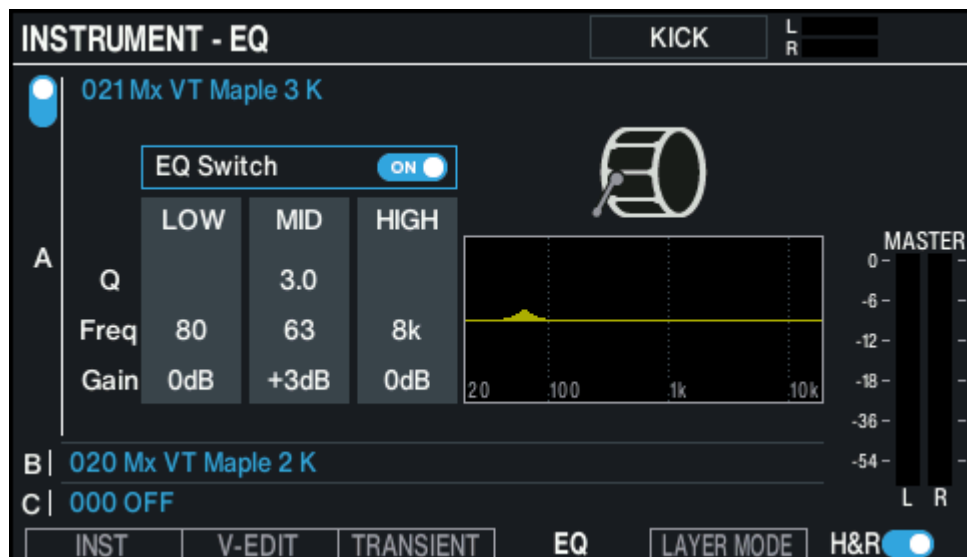 INSTRUMENT - EQ
KICK
L
R
021 Mx VT Maple 3 K
EQ Switch
ON
LOW MID HIGH
A
Q 3.0
Freq 80 63 8k
Gain 0dB +3dB 0dB
20 100 1k 10k
MASTER
0
-6
-12
-18
-36
-54
L R
B 020 Mx VT Maple 2 K
C 000 OFF
INST V-EDIT TRANSIENT EQ LAYER MODE H&R